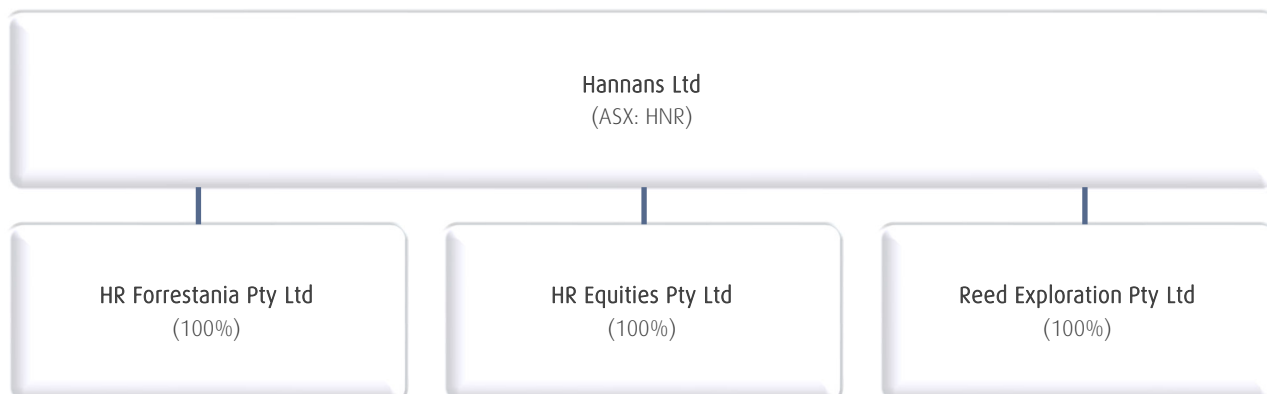 Hannans Ltd
(ASX: HNR)
HR Forrestania Pty Ltd
(100%)
HR Equities Pty Ltd
(100%)
Reed Exploration Pty Ltd
(100%)